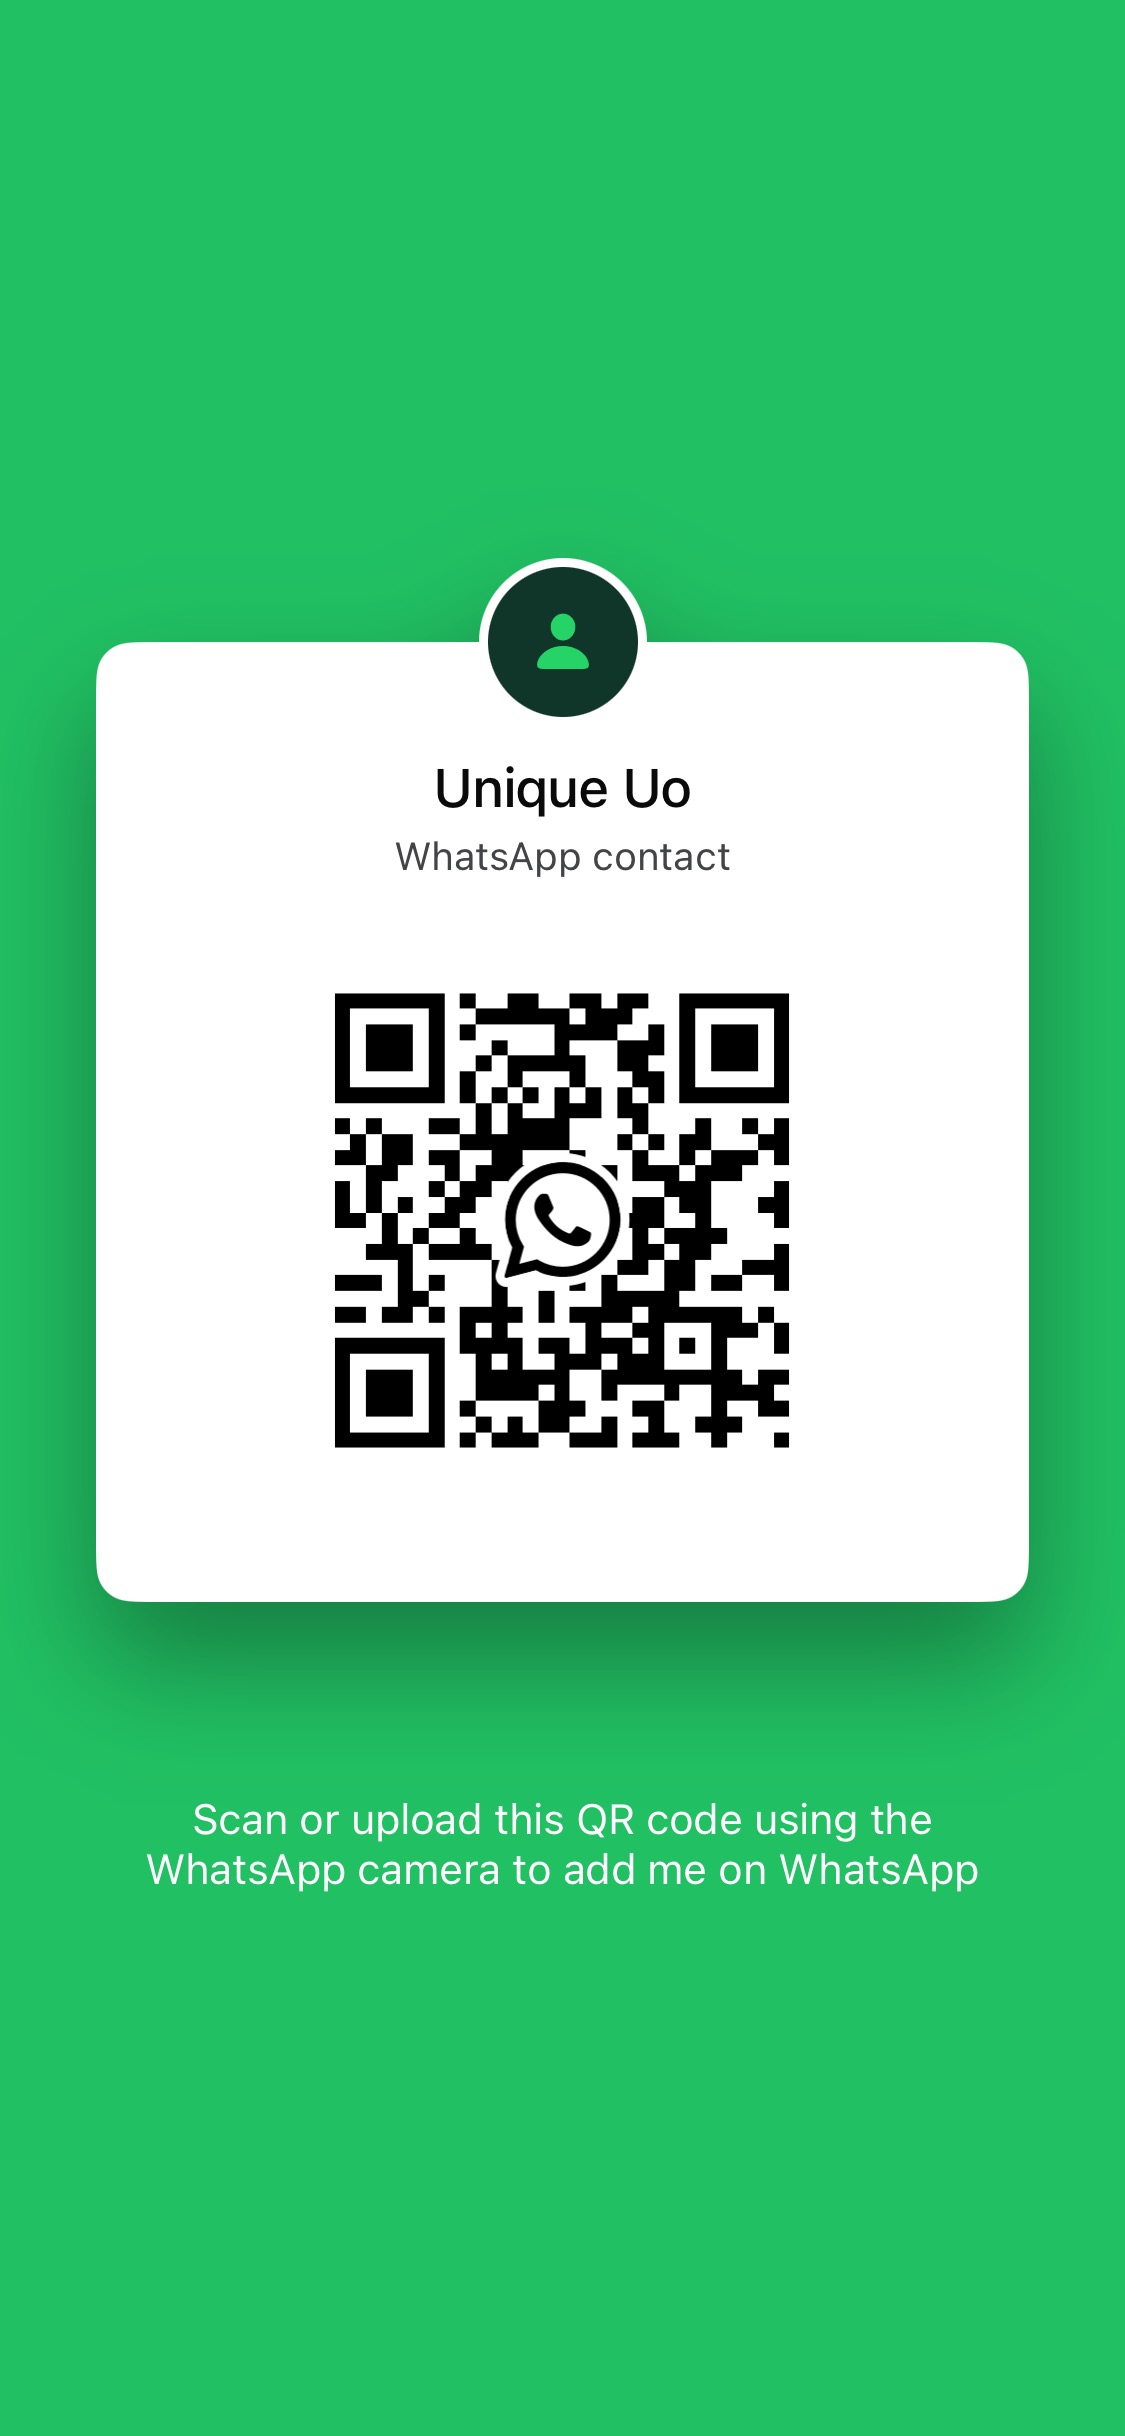 Unique Uo
WhatsApp contact
Scan or upload this QR code using the
WhatsApp camera to add me on WhatsApp